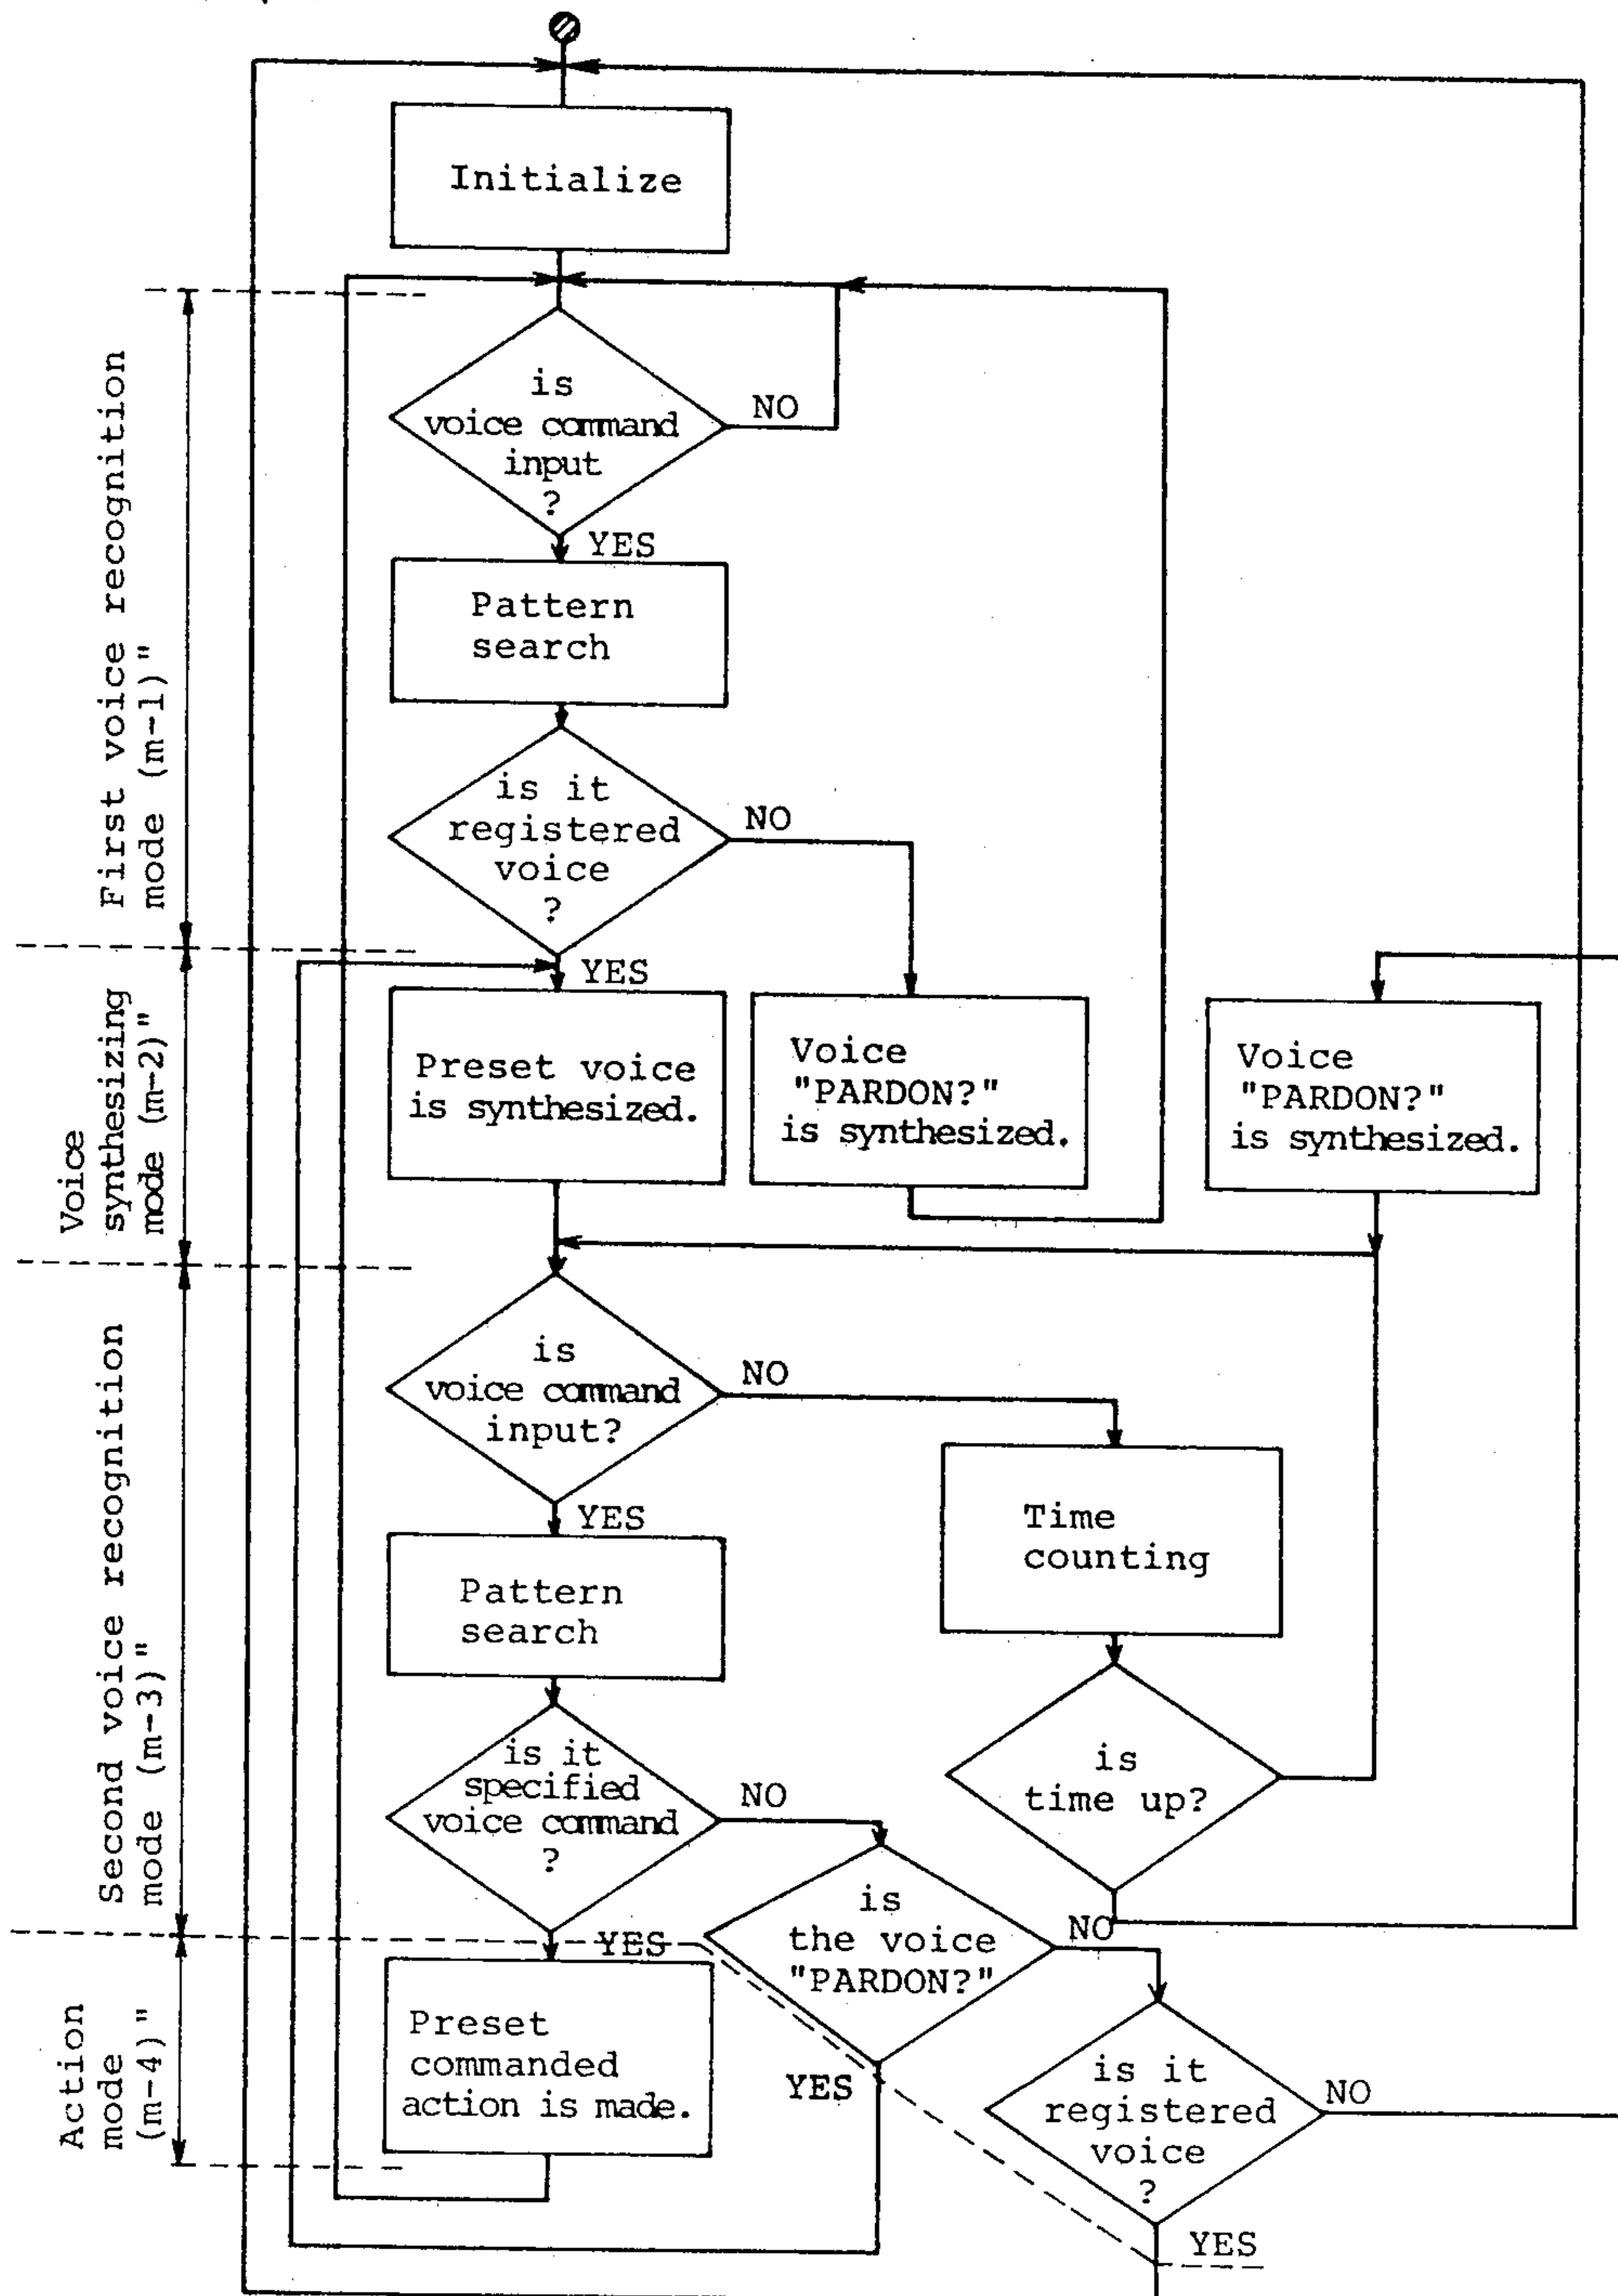 Initialize
First voice recognition
mode (m-1)"
is
voice command
input
?
NO
YES
Pattern
search
is it
registered
voice
?
NO
YES
Voice
synthesizing
mode (m-2)"
Preset voice
is synthesized.
Voice
"PARDON?"
is synthesized.
Voice
"PARDON?"
is synthesized.
Second voice recognition
mode (m-3)"
is
voice command
input?
NO
YES
Time
counting
Pattern
search
is
time up?
is it
specified
voice command
?
NO
YES
is
the voice
"PARDON?"
NO
YES
Action
mode
(m-4)"
Preset
commanded
action is made.
is it
registered
voice
?
NO
YES